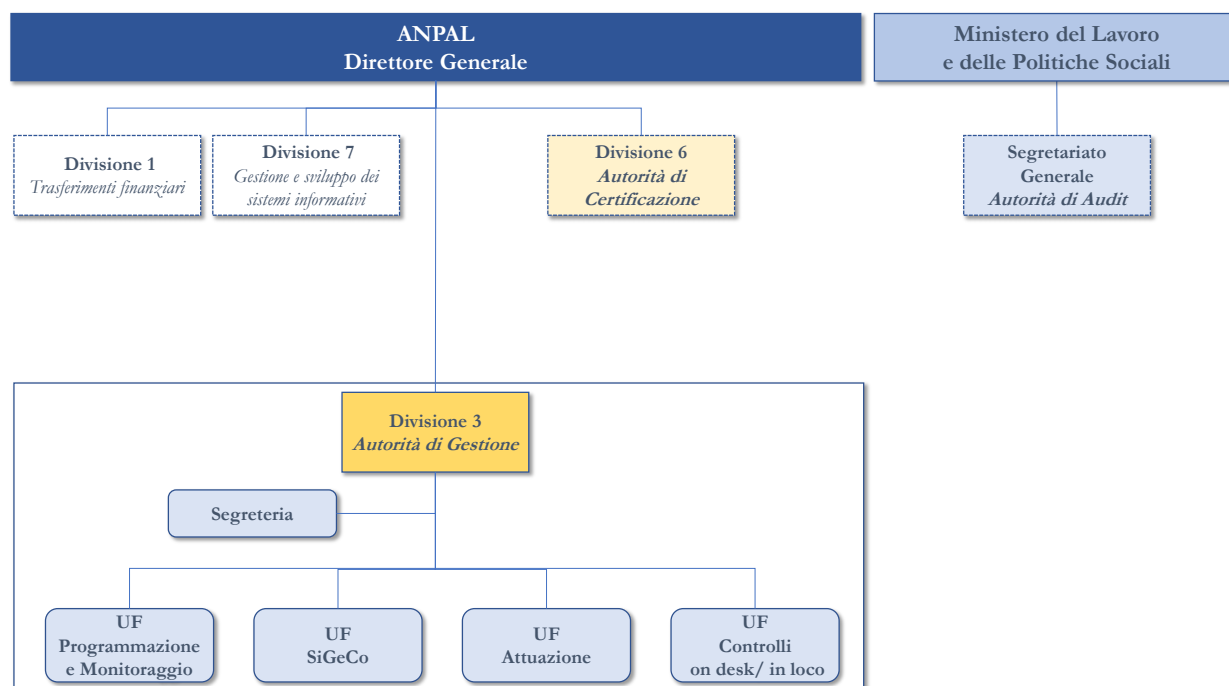 ANPAL
Direttore Generale
Ministero del Lavoro
e delle Politiche Sociali
Divisione 1
Trasferimenti finanziari
Divisione 7
Gestione e sviluppo dei
sistemi informativi
Divisione 6
Autorità di
Certificazione
Segretariato
Generale
Autorità di Audit
Divisione 3
Autorità di Gestione
Segreteria
UF
Programmazione
e Monitoraggio
UF
SiGeCo
UF
Attuazione
UF
Controlli
on desk/ in loco